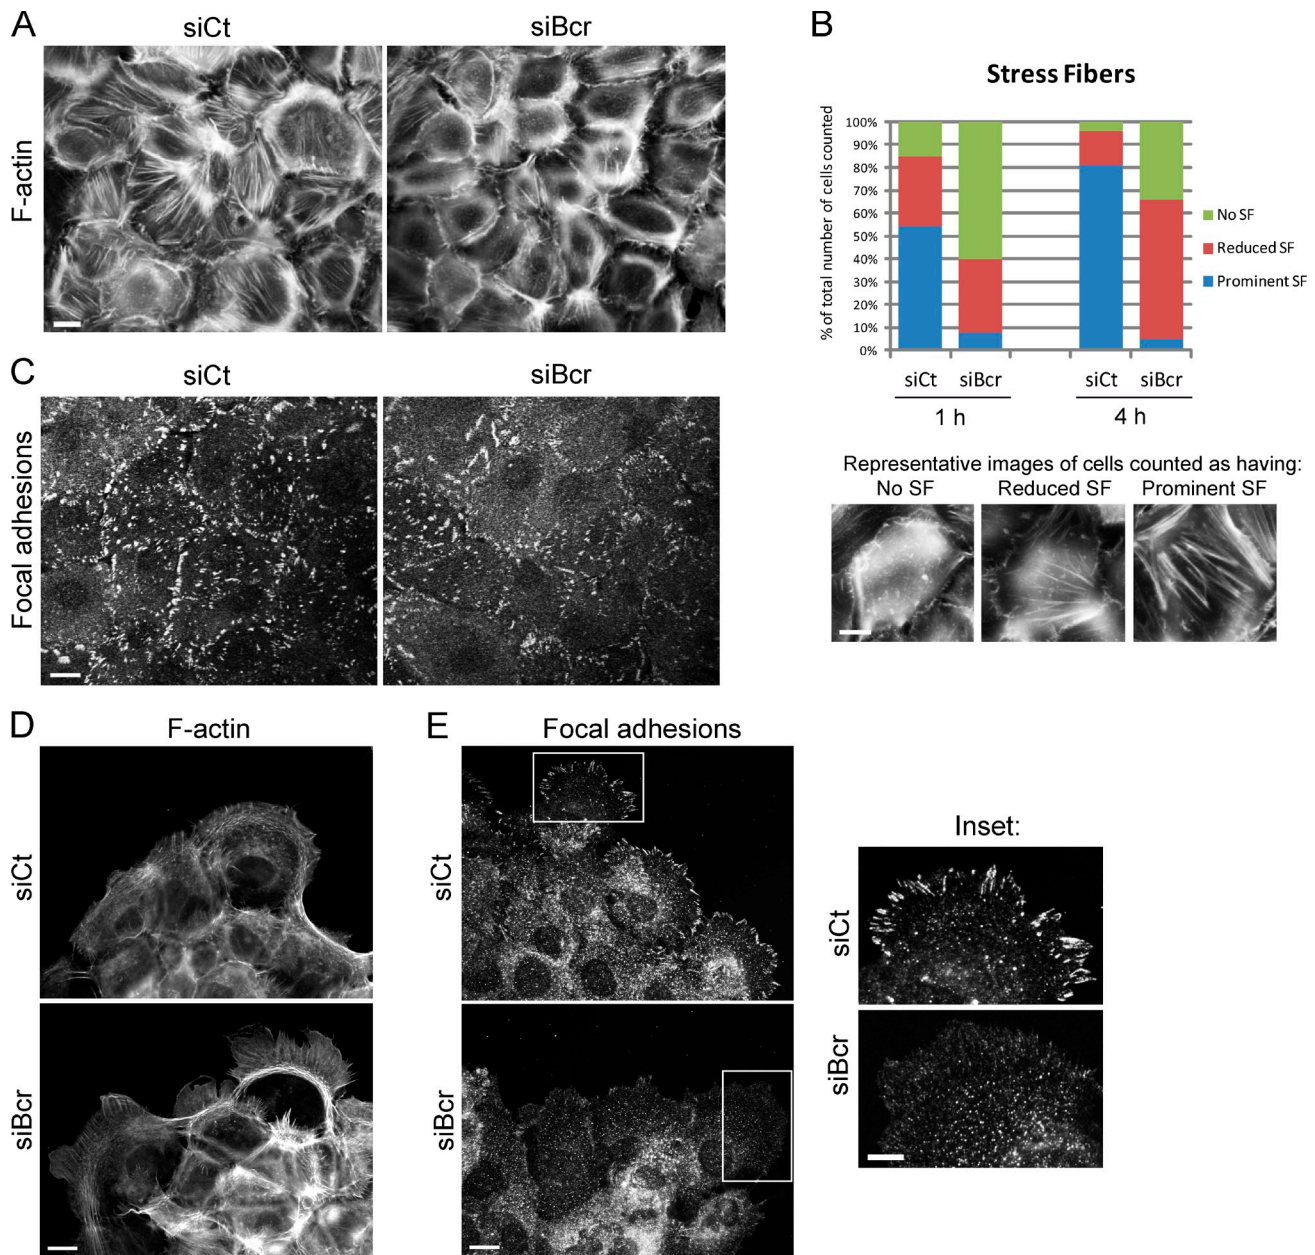 A
siCt
siBcr
F-actin
B
Stress Fibers
% of total number of cells counted
100%
90%
80%
70%
60%
50%
40%
30%
20%
10%
0%
siCt
siBcr
siCt
siBcr
1 h
4 h
No SF
Reduced SF
Prominent SF
Representative images of cells counted as having:
No SF
Reduced SF
Prominent SF
C
siCt
siBcr
Focal adhesions
D
F-actin
siCt
siBcr
E
Focal adhesions
siCt
siBcr
Inset:
siCt
siBcr